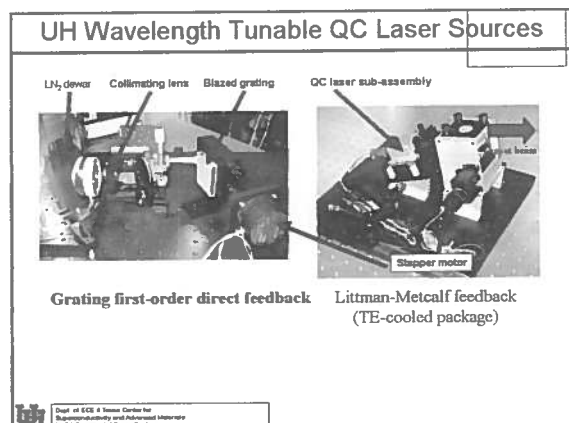 UH Wavelength Tunable QC Laser Sources
LN₂ dewar Collimating lens Blazed grating QC laser sub-assembly
beam
Stepper motor
Grating first-order direct feedback
Littman-Metcalf feedback
(TE-cooled package)
Dept of ECE & Texas Center for
Superconductivity and Advanced Materials